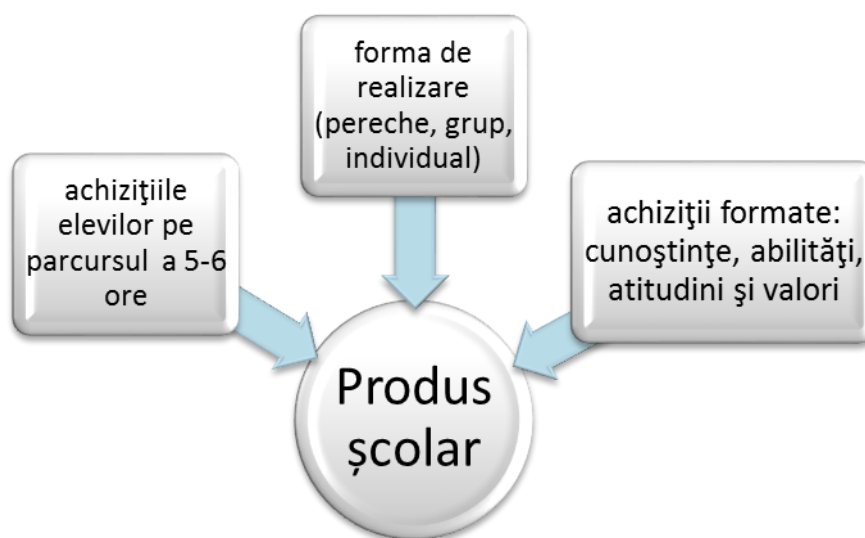 forma de
realizare
(pereche, grup,
individual)
achiziţiile
elevilor pe
parcursul a 5-6
ore
achiziţii formate:
cunoştinţe, abilităţi,
atitudini şi valori
Produs
școlar